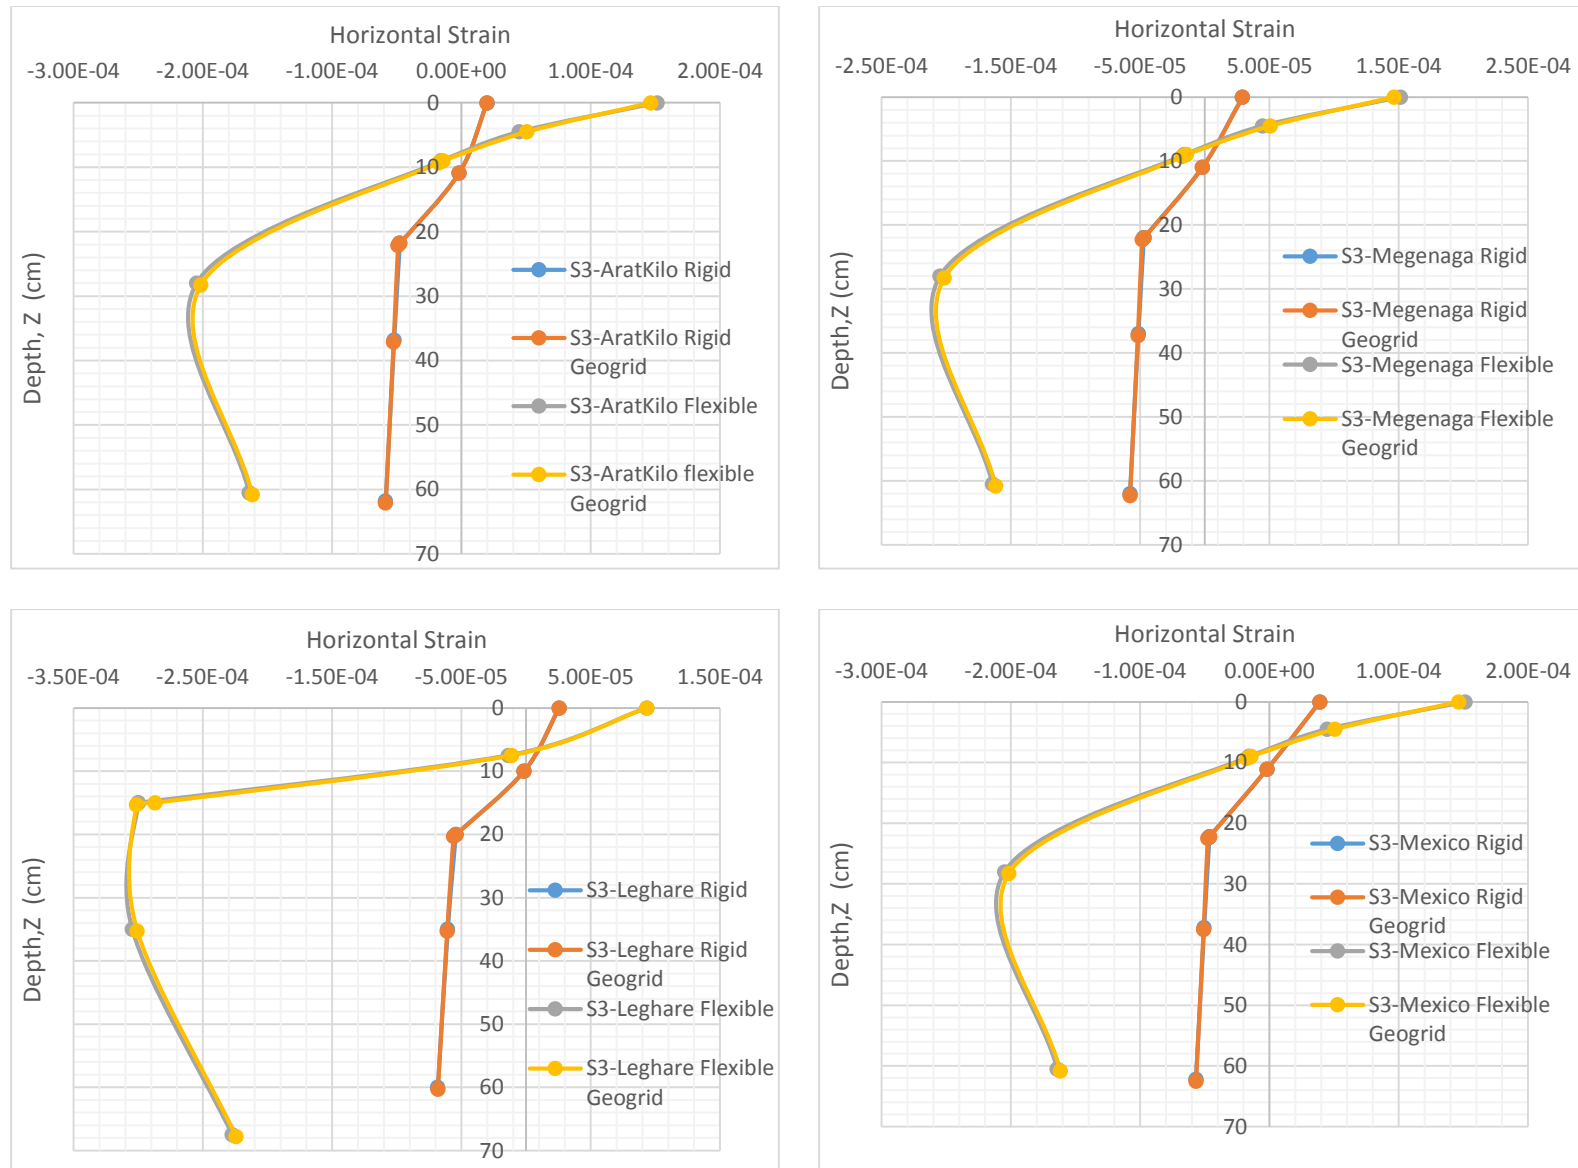 Horizontal Strain
-3.00E-04 -2.00E-04 -1.00E-04 0.00E+00 1.00E-04 2.00E-04
0
10
20
30
40
50
60
70
Depth, Z (cm)
S3-AratKilo Rigid
S3-AratKilo Rigid
Geogrid
S3-AratKilo Flexible
S3-AratKilo flexible
Geogrid
Horizontal Strain
-2.50E-04 -1.50E-04 -5.00E-05 5.00E-05 1.50E-04 2.50E-04
0
10
20
30
40
50
60
70
Depth,Z (cm)
S3-Megenaga Rigid
S3-Megenaga Rigid
Geogrid
S3-Megenaga Flexible
S3-Megenaga Flexible
Geogrid
Horizontal Strain
-3.50E-04 -2.50E-04 -1.50E-04 -5.00E-05 5.00E-05 1.50E-04
0
10
20
30
40
50
60
70
Depth,Z (cm)
S3-Leghare Rigid
S3-Leghare Rigid
Geogrid
S3-Leghare Flexible
S3-Leghare Flexible
Geogrid
Horizontal Strain
-3.00E-04 -2.00E-04 -1.00E-04 0.00E+00 1.00E-04 2.00E-04
0
10
20
30
40
50
60
70
Depth,Z (cm)
S3-Mexico Rigid
S3-Mexico Rigid
Geogrid
S3-Mexico Flexible
S3-Mexico Flexible
Geogrid